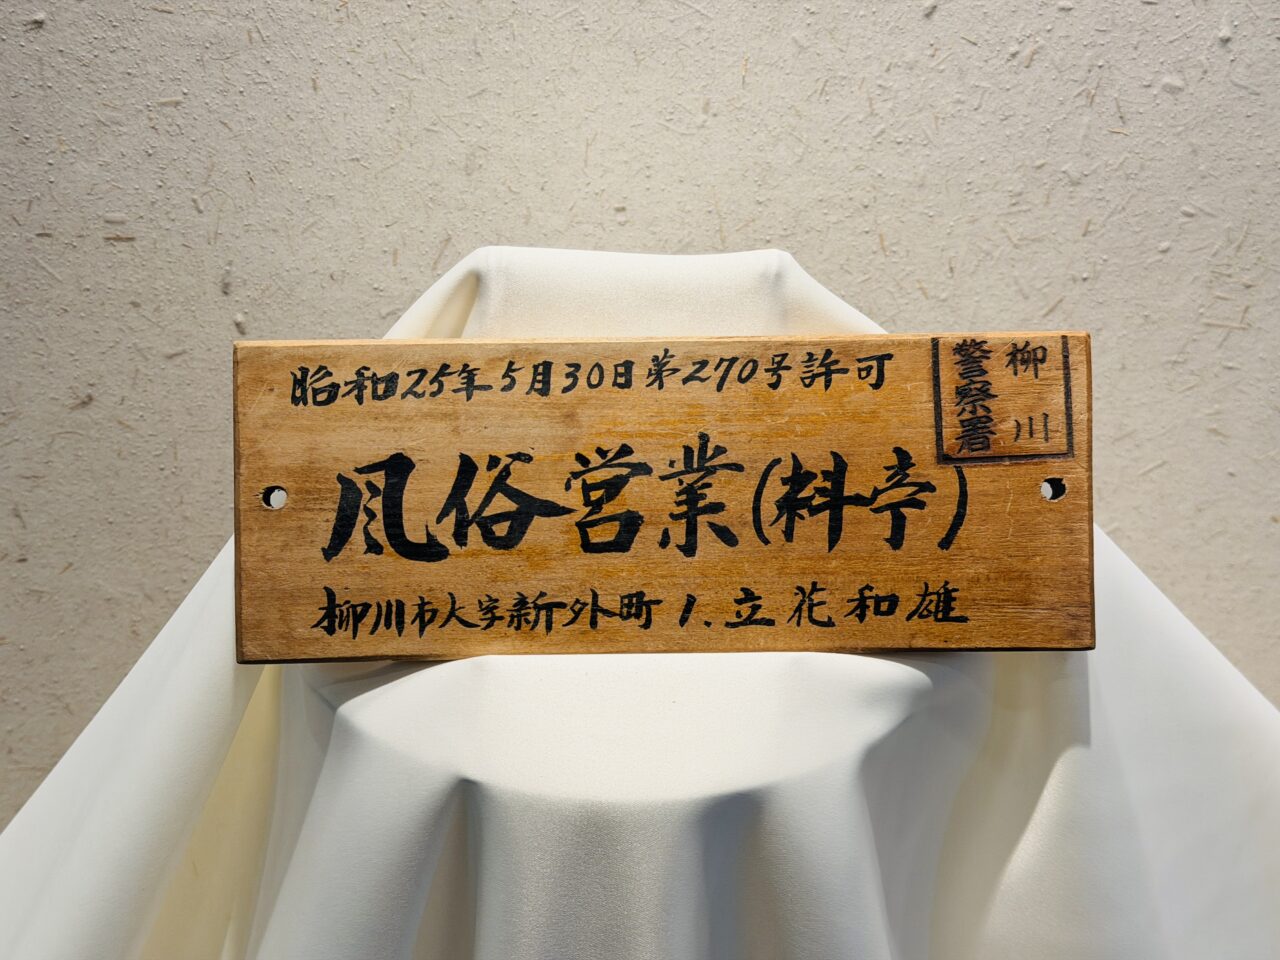 昭和25年5月30日第270号許可
柳川
警察署
風俗営業(料亭)
柳川市大字新外町1.立花和雄